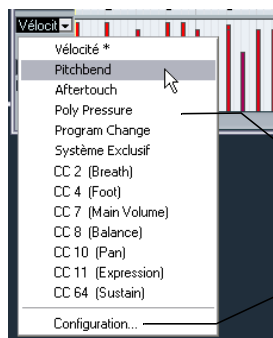 Vélocit
Vélocité *
Pitchbend
Aftertouch
Poly Pressure
Program Change
Système Exclusif
CC 2 (Breath)
CC 4 (Foot)
CC 7 (Main Volume)
CC 8 (Balance)
CC 10 (Pan)
CC 11 (Expression)
CC 64 (Sustain)
Configuration...